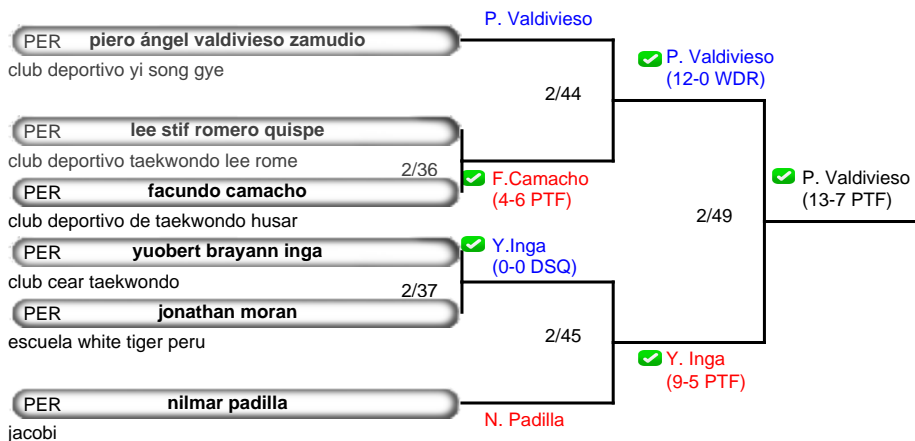 P. Valdivieso
PER piero ángel valdivieso zamudio
club deportivo yi song gye
P. Valdivieso
(12-0 WDR)
2/44
PER lee stif romero quispe
club deportivo taekwondo lee rome
2/36
F.Camacho
(4-6 PTF)
PER facundo camacho
club deportivo de taekwondo husar
P. Valdivieso
(13-7 PTF)
2/49
PER yuobert brayann inga
club cear taekwondo
Y.Inga
(0-0 DSQ)
2/37
PER jonathan moran
escuela white tiger peru
2/45
Y. Inga
(9-5 PTF)
PER nilmar padilla
jacobi
N. Padilla